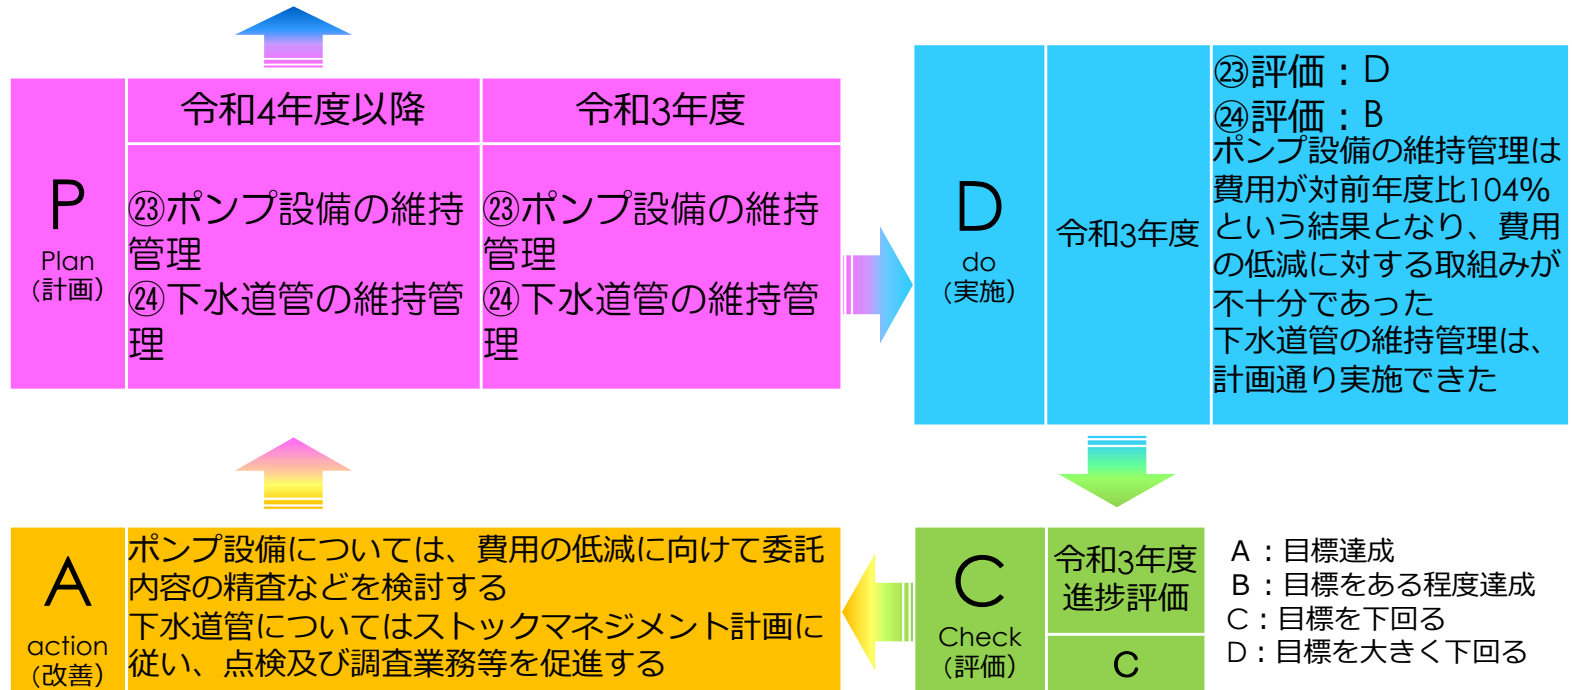 P
Plan
（計画）
令和4年度以降
令和3年度
㉓ポンプ設備の維持
管理
㉔下水道管の維持管
理
㉓ポンプ設備の維持
管理
㉔下水道管の維持管
理
D
do
（実施）
令和3年度
㉓評価：D
㉔評価：B
ポンプ設備の維持管理は
費用が対前年度比104%
という結果となり、費用
の低減に対する取組みが
不十分であった
下水道管の維持管理は、
計画通り実施できた
A
action
（改善）
ポンプ設備については、費用の低減に向けて委託
内容の精査などを検討する
下水道管についてはストックマネジメント計画に
従い、点検及び調査業務等を促進する
C
Check
（評価）
令和3年度
進捗評価
C
A：目標達成
B：目標をある程度達成
C：目標を下回る
D：目標を大きく下回る